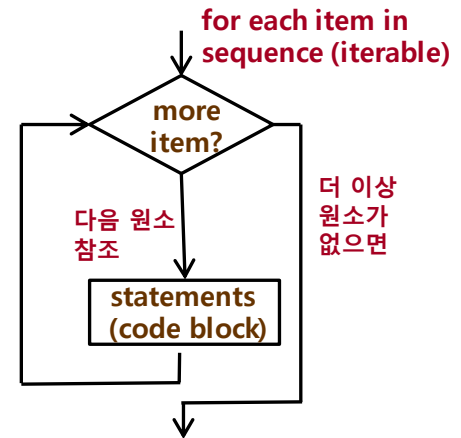 for each item in
sequence (iterable)
more
item?
다음 원소
참조
더 이상
원소가
없으면
statements
(code block)